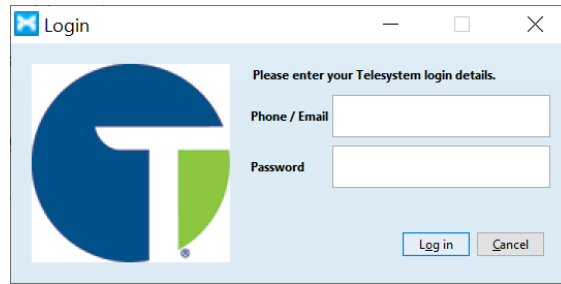 Login
Please enter your Telesystem login details.
Phone / Email
Password
Log in Cancel
®